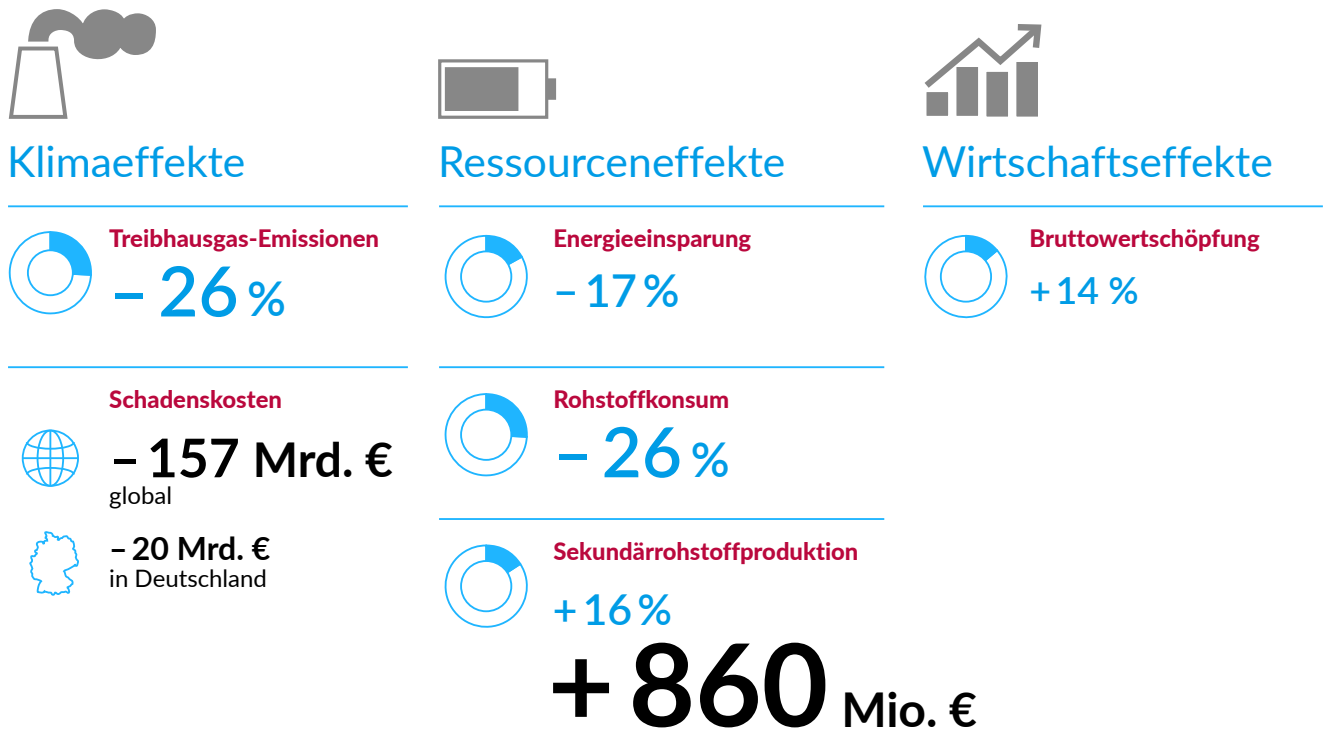 Klimaeffekte
Treibhausgas-Emissionen
– 26 %
Schadenskosten
– 157 Mrd. €
global
– 20 Mrd. €
in Deutschland
Ressourceneffekte
Energieeinsparung
– 17 %
Rohstoffkonsum
– 26 %
Sekundärrohstoffproduktion
+ 16 %
+ 860 Mio. €
Wirtschaftseffekte
Bruttowertschöpfung
+ 14 %